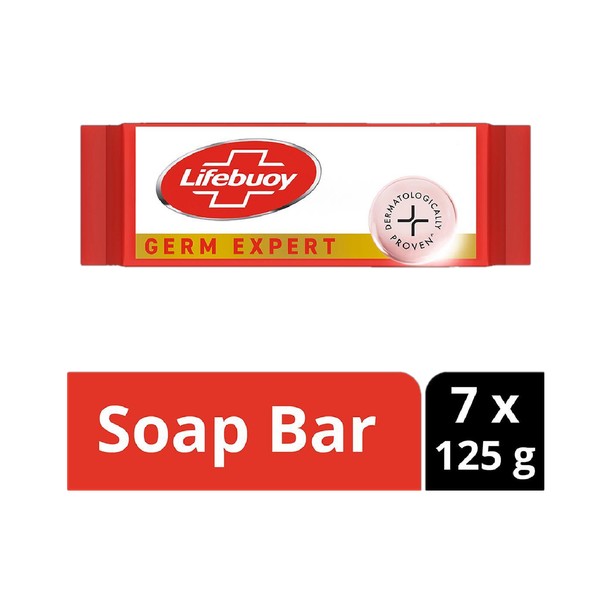 Lifebuoy
GERM EXPERT
DERMATOLOGICALLY
PROVEN*
Soap Bar
7 x
125 g